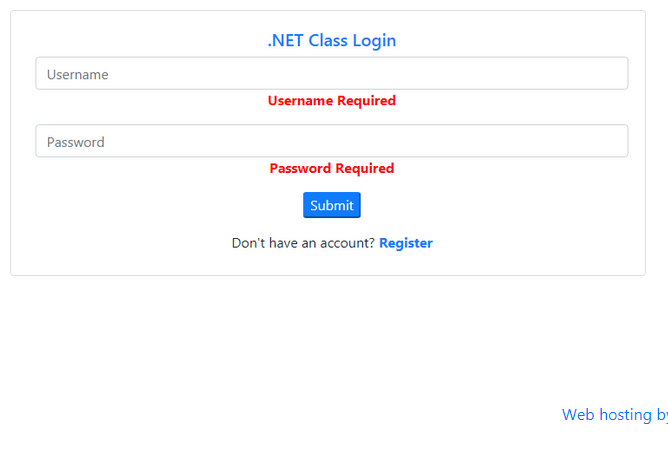 .NET Class Login
Username
Username Required
Password
Password Required
Submit
Don't have an account? Register
Web hosting by